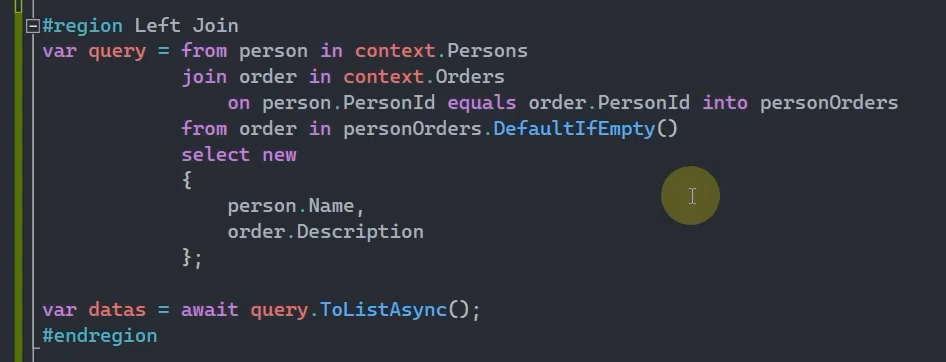 #region Left Join
var query = from person in context.Persons
join order in context.Orders
on person.PersonId equals order.PersonId into personOrders
from order in personOrders.DefaultIfEmpty()
select new
{
person.Name,
order.Description
};
var datas = await query.ToListAsync();
#endregion